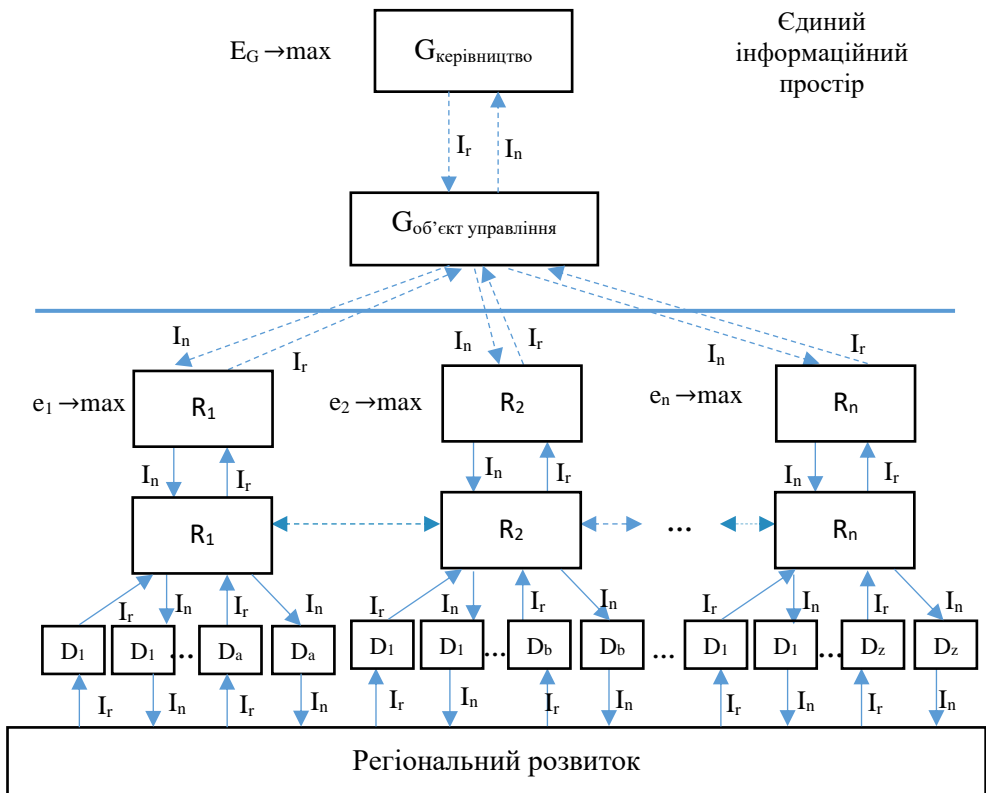 E_G →max
G_керівництво
Єдиний
інформаційний
простір
I_r
I_n
G_об’єкт управління
I_n
I_r
I_n
I_r
I_n
I_r
e_1 →max
R_1
e_2 →max
R_2
e_n →max
R_n
I_n
I_r
I_n
I_r
I_n
I_r
R_1
R_2
...
R_n
I_r
I_n
I_r
I_n
I_r
I_n
I_r
I_n
I_r
I_n
I_r
I_n
D_1
D_1
...
D_a
D_a
D_1
D_1
...
D_b
D_b
...
D_1
D_1
...
D_z
D_z
I_r
I_n
I_r
I_n
I_r
I_n
I_r
I_n
I_r
I_n
I_r
I_n
Регіональний розвиток